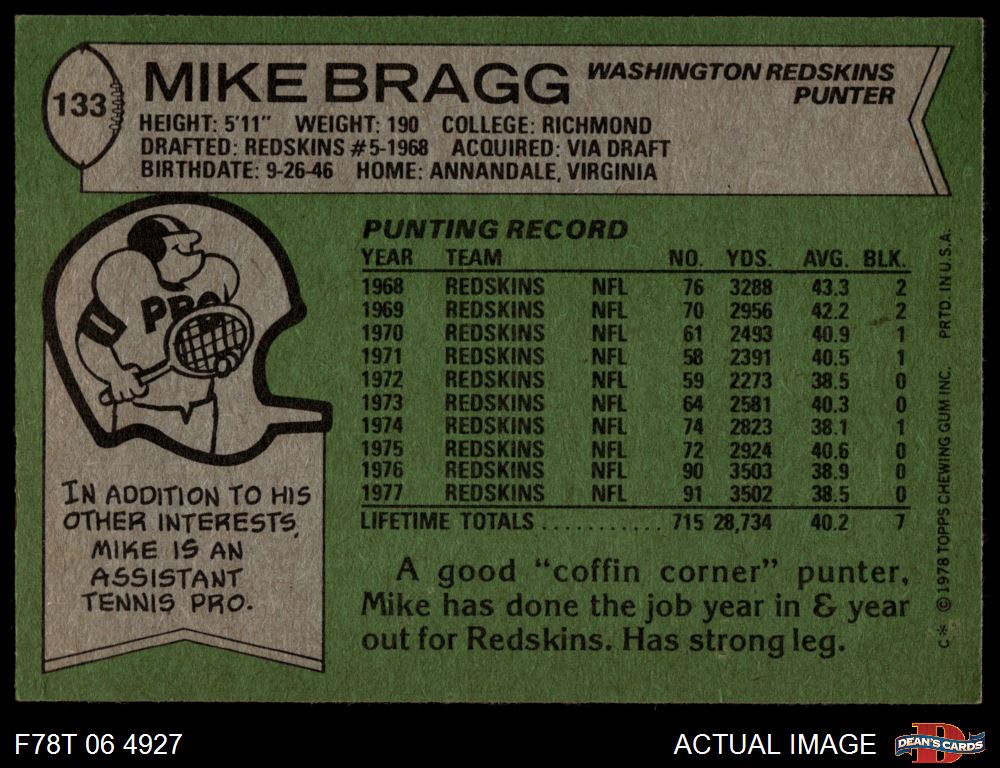 133
MIKE BRAGG
WASHINGTON REDSKINS
PUNTER
HEIGHT: 5'11" WEIGHT: 190 COLLEGE: RICHMOND
DRAFTED: REDSKINS #5-1968 ACQUIRED: VIA DRAFT
BIRTHDATE: 9-26-46 HOME: ANNANDALE, VIRGINIA
PRO
IN ADDITION TO HIS
OTHER INTERESTS,
MIKE IS AN
ASSISTANT
TENNIS PRO.
PUNTING RECORD
YEAR TEAM NO. YDS. AVG. BLK.
1968 REDSKINS NFL 76 3288 43.3 2
1969 REDSKINS NFL 70 2956 42.2 2
1970 REDSKINS NFL 61 2493 40.9 1
1971 REDSKINS NFL 58 2391 40.5 1
1972 REDSKINS NFL 59 2273 38.5 0
1973 REDSKINS NFL 64 2581 40.3 0
1974 REDSKINS NFL 74 2823 38.1 1
1975 REDSKINS NFL 72 2924 40.6 0
1976 REDSKINS NFL 90 3503 38.9 0
1977 REDSKINS NFL 91 3502 38.5 0
LIFETIME TOTALS ........... 715 28,734 40.2 7
A good "coffin corner" punter,
Mike has done the job year in & year
out for Redskins. Has strong leg.
C* © 1978 TOPPS CHEWING GUM INC. PRTD. IN U.S.A.
F78T 06 4927
ACTUAL IMAGE
D
DEAN'S CARDS